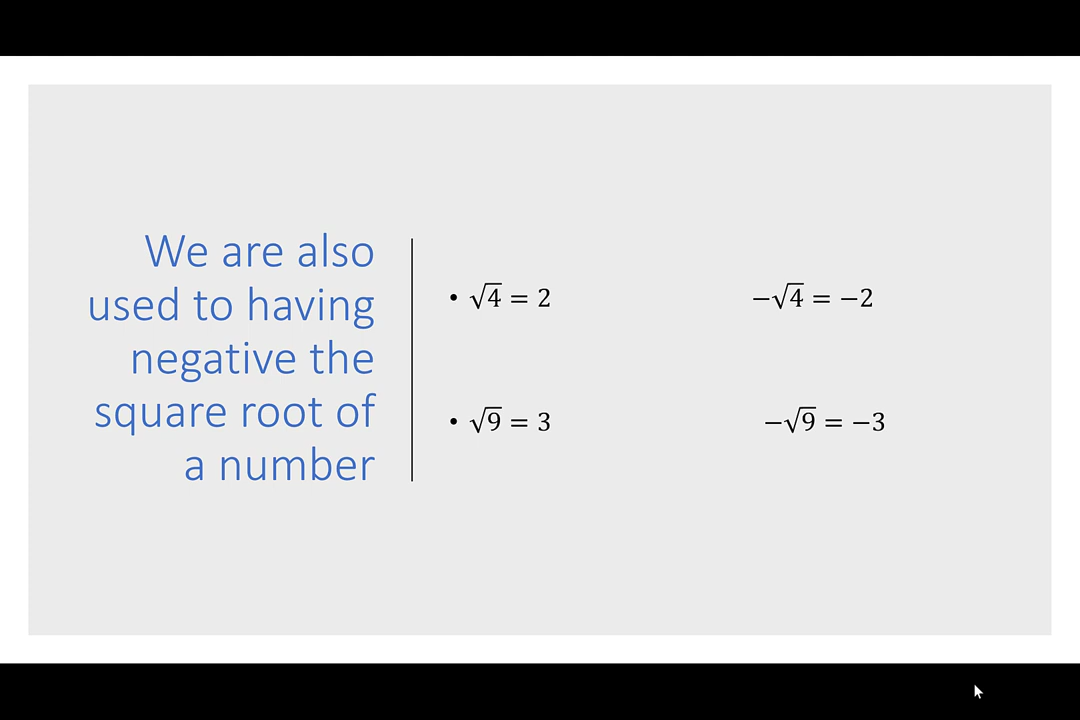 We are also
used to having
negative the
square root of
a number
• √4 = 2 −√4 = −2
• √9 = 3 −√9 = −3